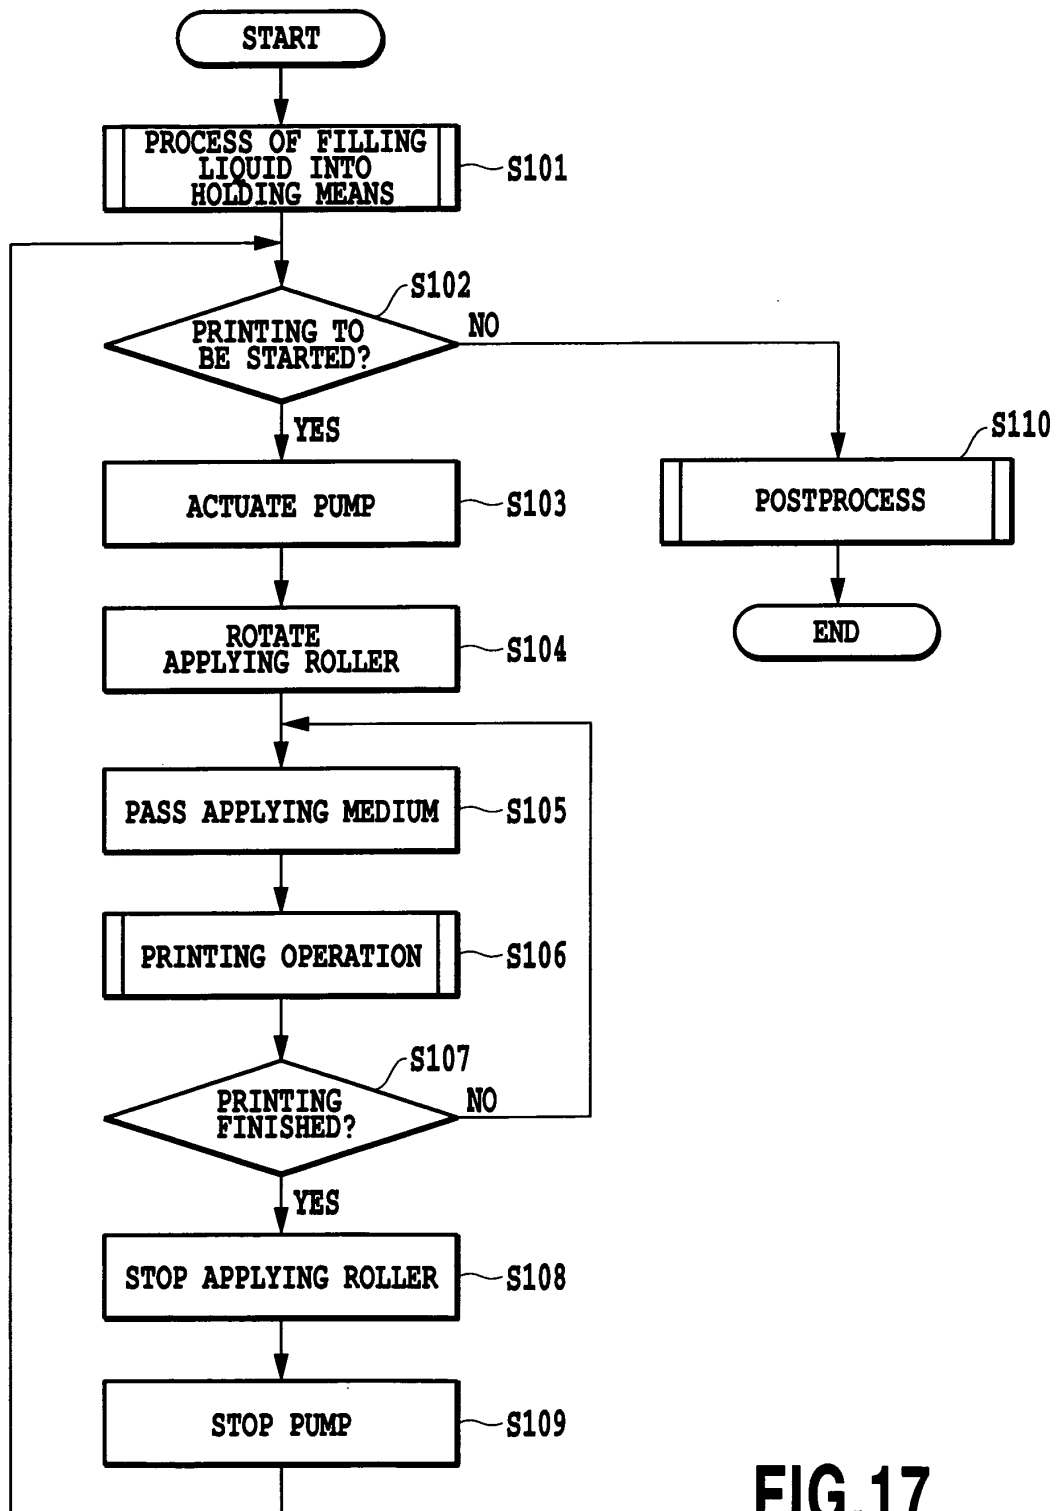 START
PROCESS OF FILLING
LIQUID INTO
HOLDING MEANS
S101
S102
PRINTING TO
BE STARTED?
NO
YES
S110
POSTPROCESS
END
ACTUATE PUMP
S103
ROTATE
APPLYING ROLLER
S104
PASS APPLYING MEDIUM
S105
PRINTING OPERATION
S106
S107
PRINTING
FINISHED?
NO
YES
STOP APPLYING ROLLER
S108
STOP PUMP
S109
FIG.17